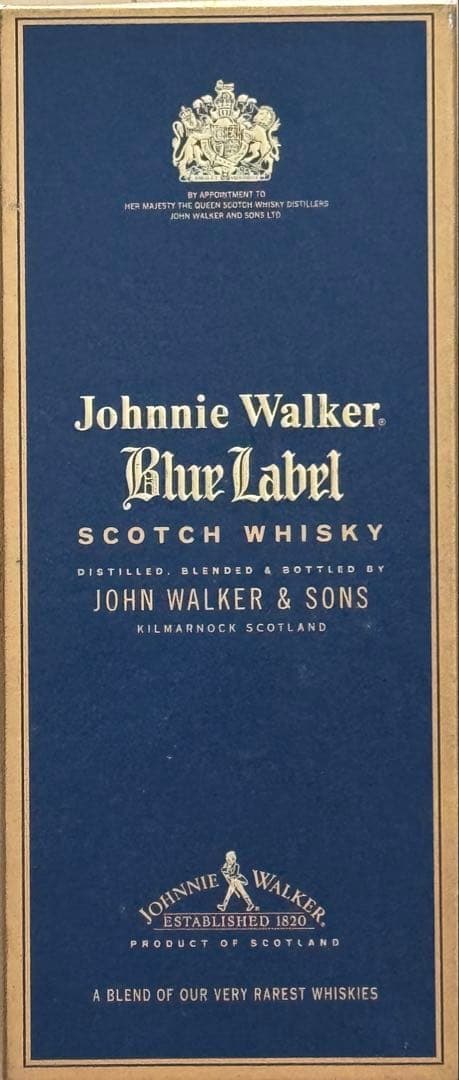 BY APPOINTMENT TO
HER MAJESTY THE QUEEN SCOTCH WHISKY DISTILLERS
JOHN WALKER AND SONS LTD
Johnnie Walker®
Blue Label
SCOTCH WHISKY
DISTILLED, BLENDED & BOTTLED BY
JOHN WALKER & SONS
KILMARNOCK SCOTLAND
JOHNNIE WALKER®
ESTABLISHED 1820
PRODUCT OF SCOTLAND
A BLEND OF OUR VERY RAREST WHISKIES